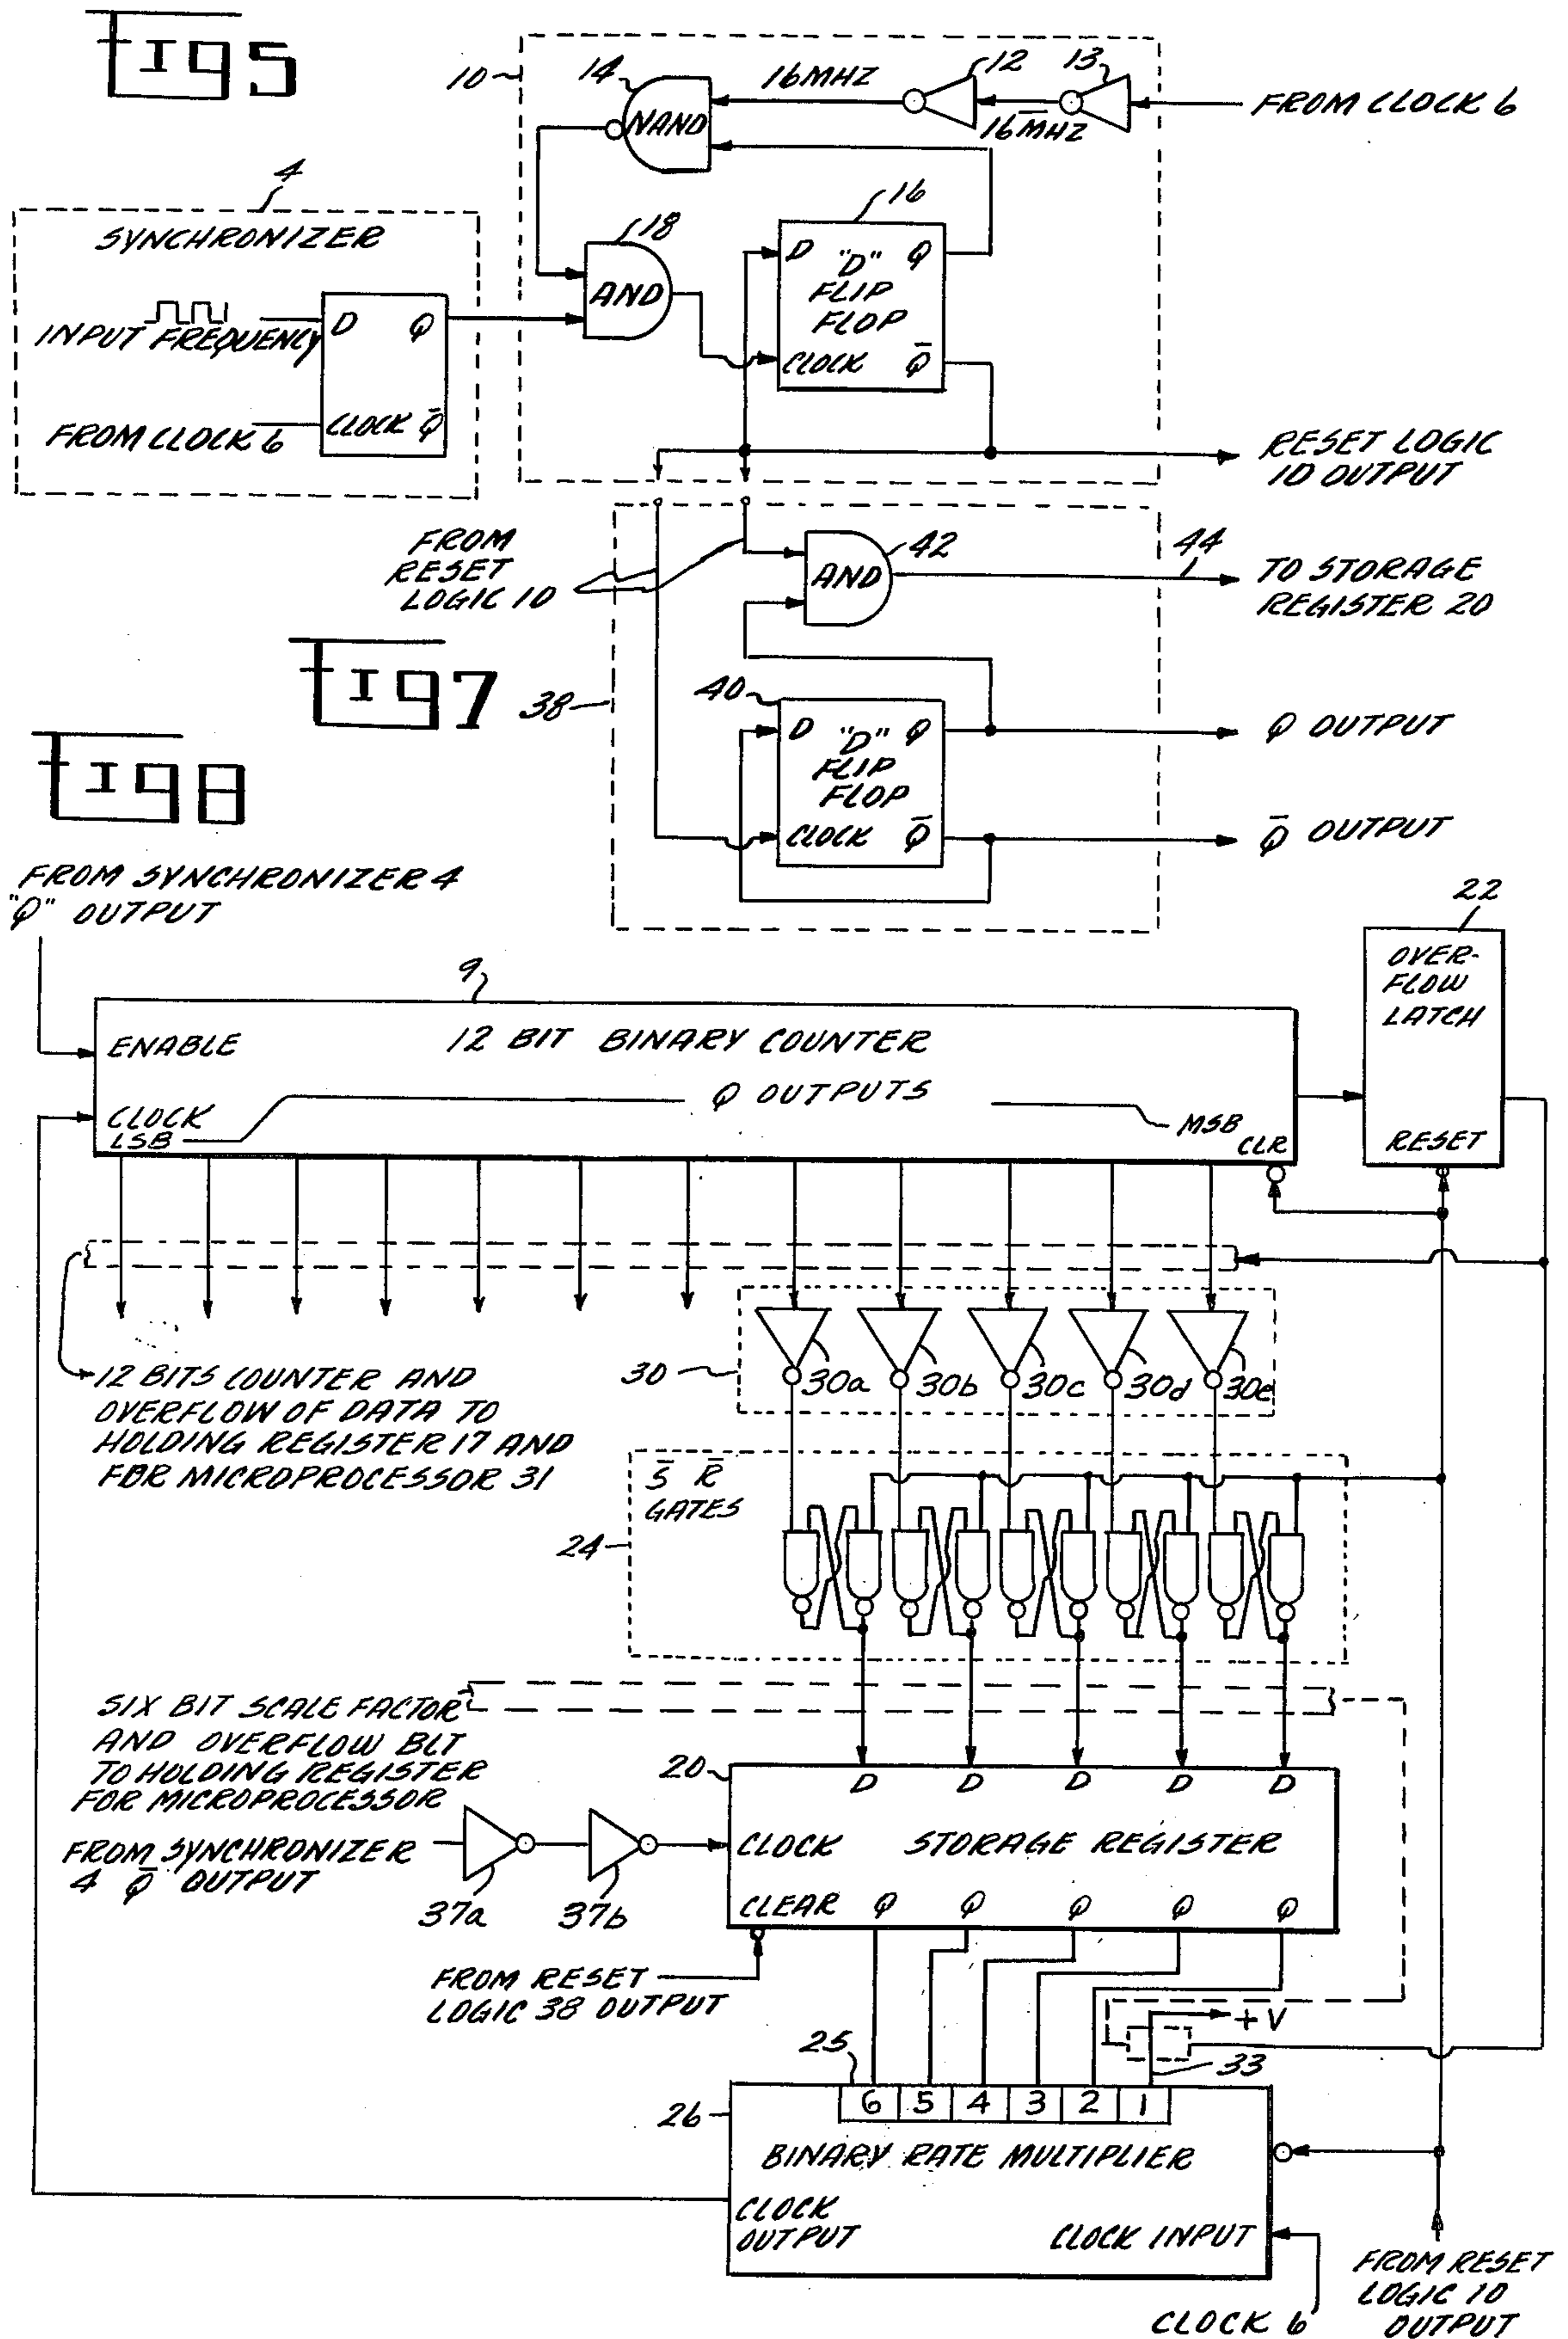 Fig 5
10
14
16MHZ
12
13
FROM CLOCK 6
NAND
16MHZ
4
SYNCHRONIZER
18
16
AND
D "D" Q
FLIP
FLOP
CLOCK Q̄
INPUT FREQUENCY
D Q
FROM CLOCK 6
CLOCK Q̄
RESET LOGIC
10 OUTPUT
FROM
RESET
LOGIC 10
42
AND
44
TO STORAGE
REGISTER 20
Fig 7
38
40
D "D" Q
FLIP
FLOP
CLOCK Q̄
Q OUTPUT
Q̄ OUTPUT
Fig 8
FROM SYNCHRONIZER 4
"Q" OUTPUT
22
OVER-
FLOW
LATCH
RESET
9
ENABLE
12 BIT BINARY COUNTER
Q OUTPUTS
CLOCK
LSB
MSB
CLR
30
30a
30b
30c
30d
30e
12 BITS COUNTER AND
OVERFLOW OF DATA TO
HOLDING REGISTER 17 AND
FOR MICROPROCESSOR 31
S̄ R̄
GATES
24
SIX BIT SCALE FACTOR
AND OVERFLOW BLT
TO HOLDING REGISTER
FOR MICROPROCESSOR
20
D D D D D
FROM SYNCHRONIZER
4 Q̄ OUTPUT
37a
37b
CLOCK STORAGE REGISTER
CLEAR Q Q Q Q Q
FROM RESET
LOGIC 38 OUTPUT
+V
25
33
26
6 5 4 3 2 1
BINARY RATE MULTIPLIER
CLOCK
OUTPUT
CLOCK INPUT
CLOCK 6
FROM RESET
LOGIC 10
OUTPUT